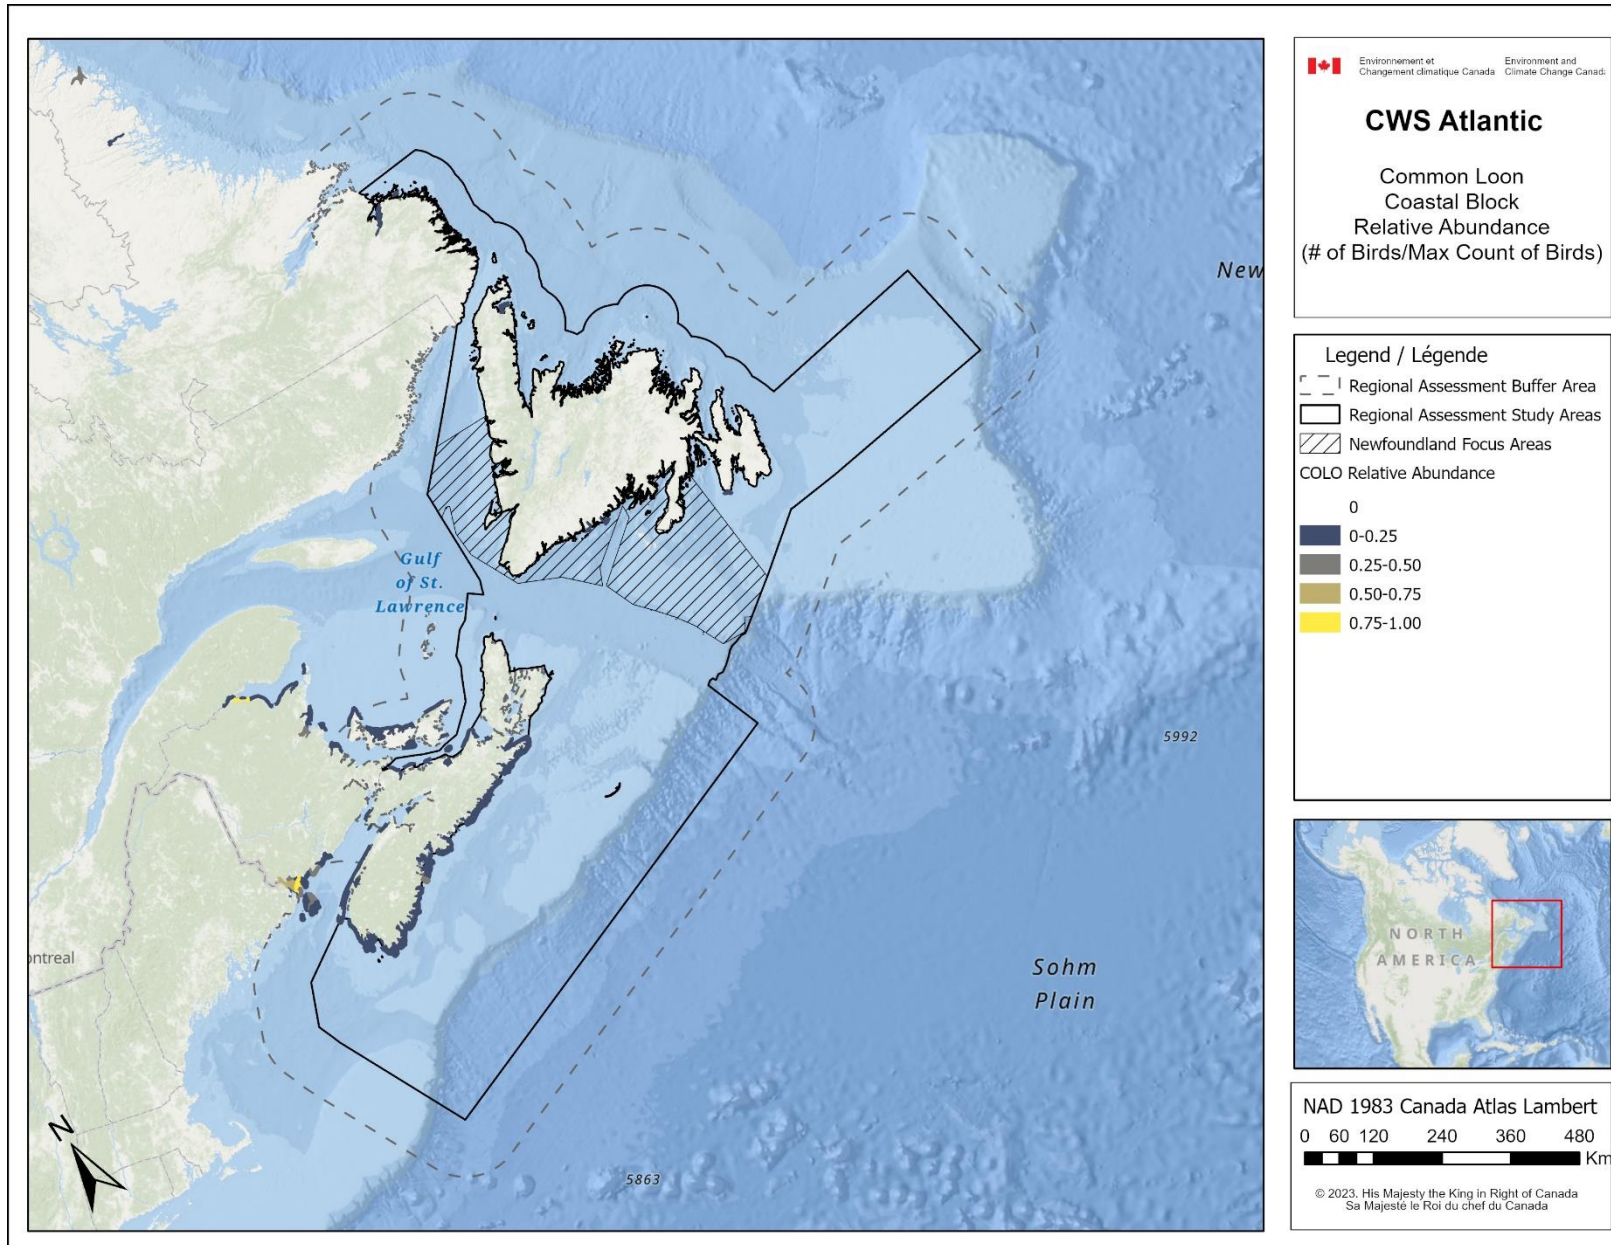 New
Gulf
of St.
Lawrence
5992
ontreal
Sohm
Plain
5863
N
Environnement et
Changement climatique Canada
Environment and
Climate Change Canada
CWS Atlantic
Common Loon
Coastal Block
Relative Abundance
(# of Birds/Max Count of Birds)
Legend / Légende
Regional Assessment Buffer Area
Regional Assessment Study Areas
Newfoundland Focus Areas
COLO Relative Abundance
0
0-0.25
0.25-0.50
0.50-0.75
0.75-1.00
NORTH
AMERICA
NAD 1983 Canada Atlas Lambert
0 60 120 240 360 480
Km
© 2023. His Majesty the King in Right of Canada
Sa Majesté le Roi du chef du Canada